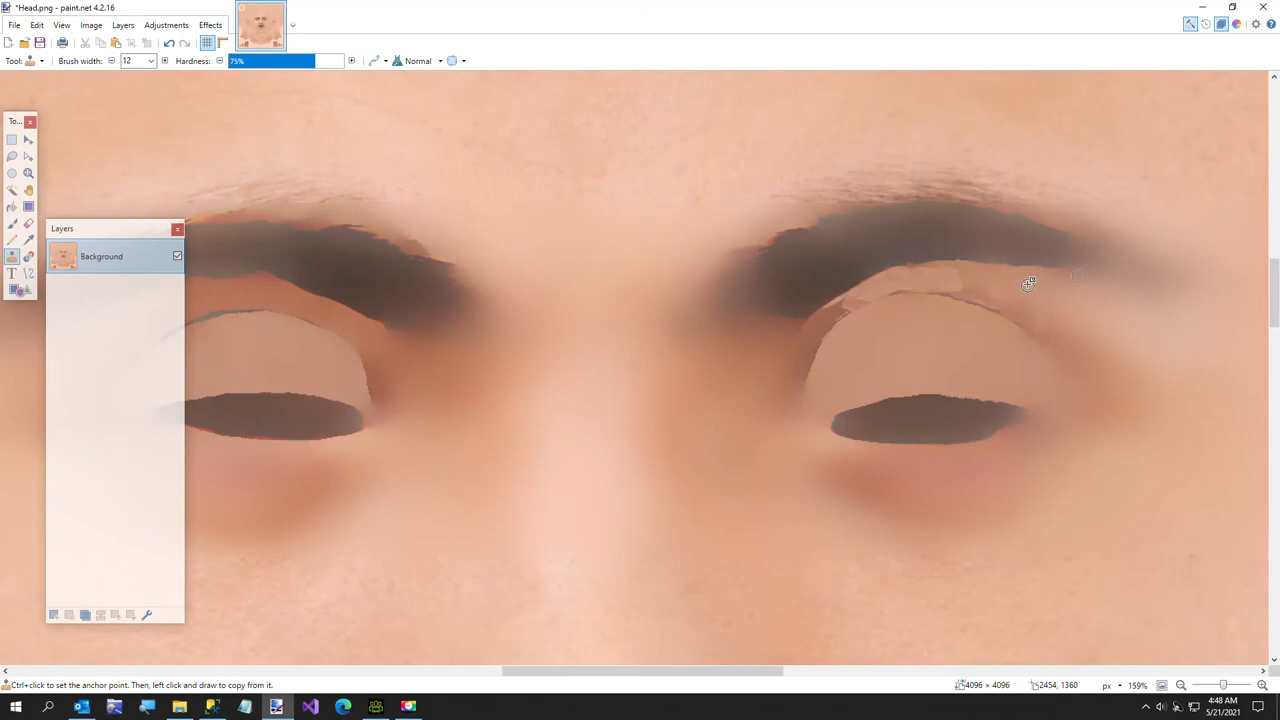 *Head.png - paint.net 4.2.16
File Edit View Image Layers Adjustments Effects
Tool: Brush width: 12 Hardness: 75% Normal
To... x
Layers x
Background
Ctrl+click to set the anchor point. Then, left click and draw to copy from it.
4096 × 4096 2454, 1360 px 159%
4:48 AM
5/21/2021